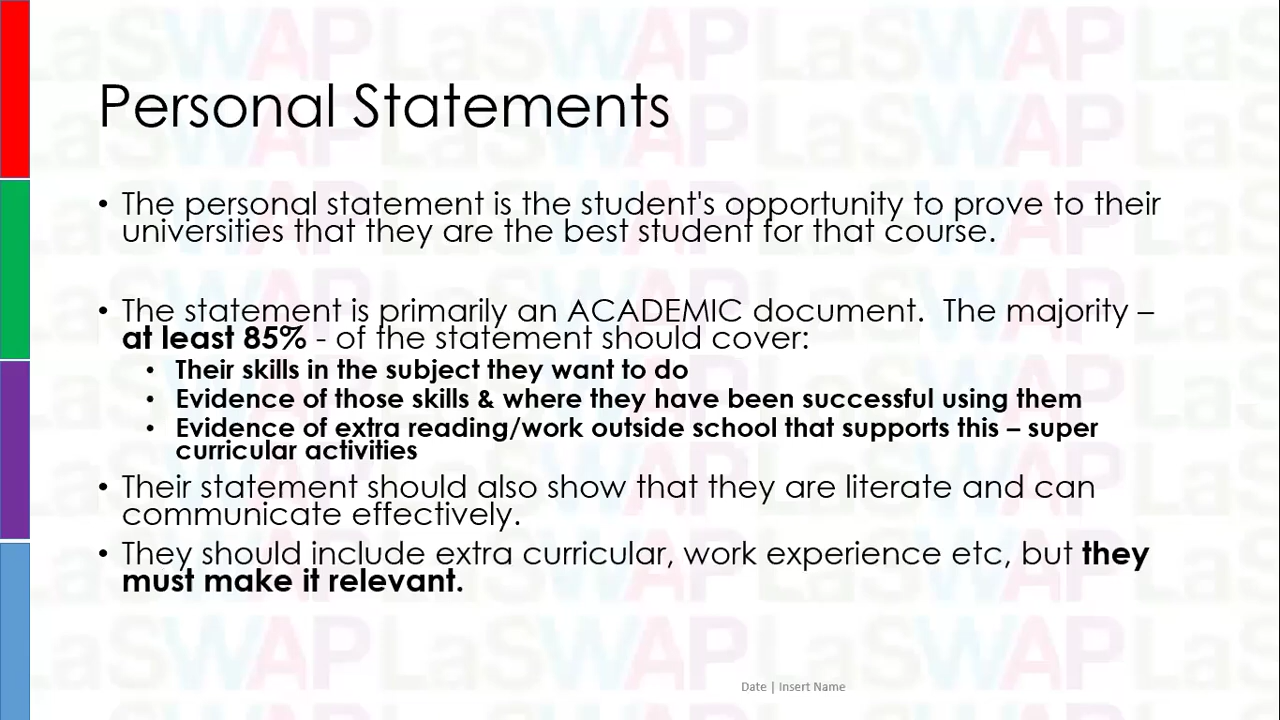 Personal Statements
• The personal statement is the student's opportunity to prove to their
universities that they are the best student for that course.
• The statement is primarily an ACADEMIC document.  The majority –
at least 85% - of the statement should cover:
• Their skills in the subject they want to do
• Evidence of those skills & where they have been successful using them
• Evidence of extra reading/work outside school that supports this – super
curricular activities
• Their statement should also show that they are literate and can
communicate effectively.
• They should include extra curricular, work experience etc, but they
must make it relevant.
Date | Insert Name
LaSWAP